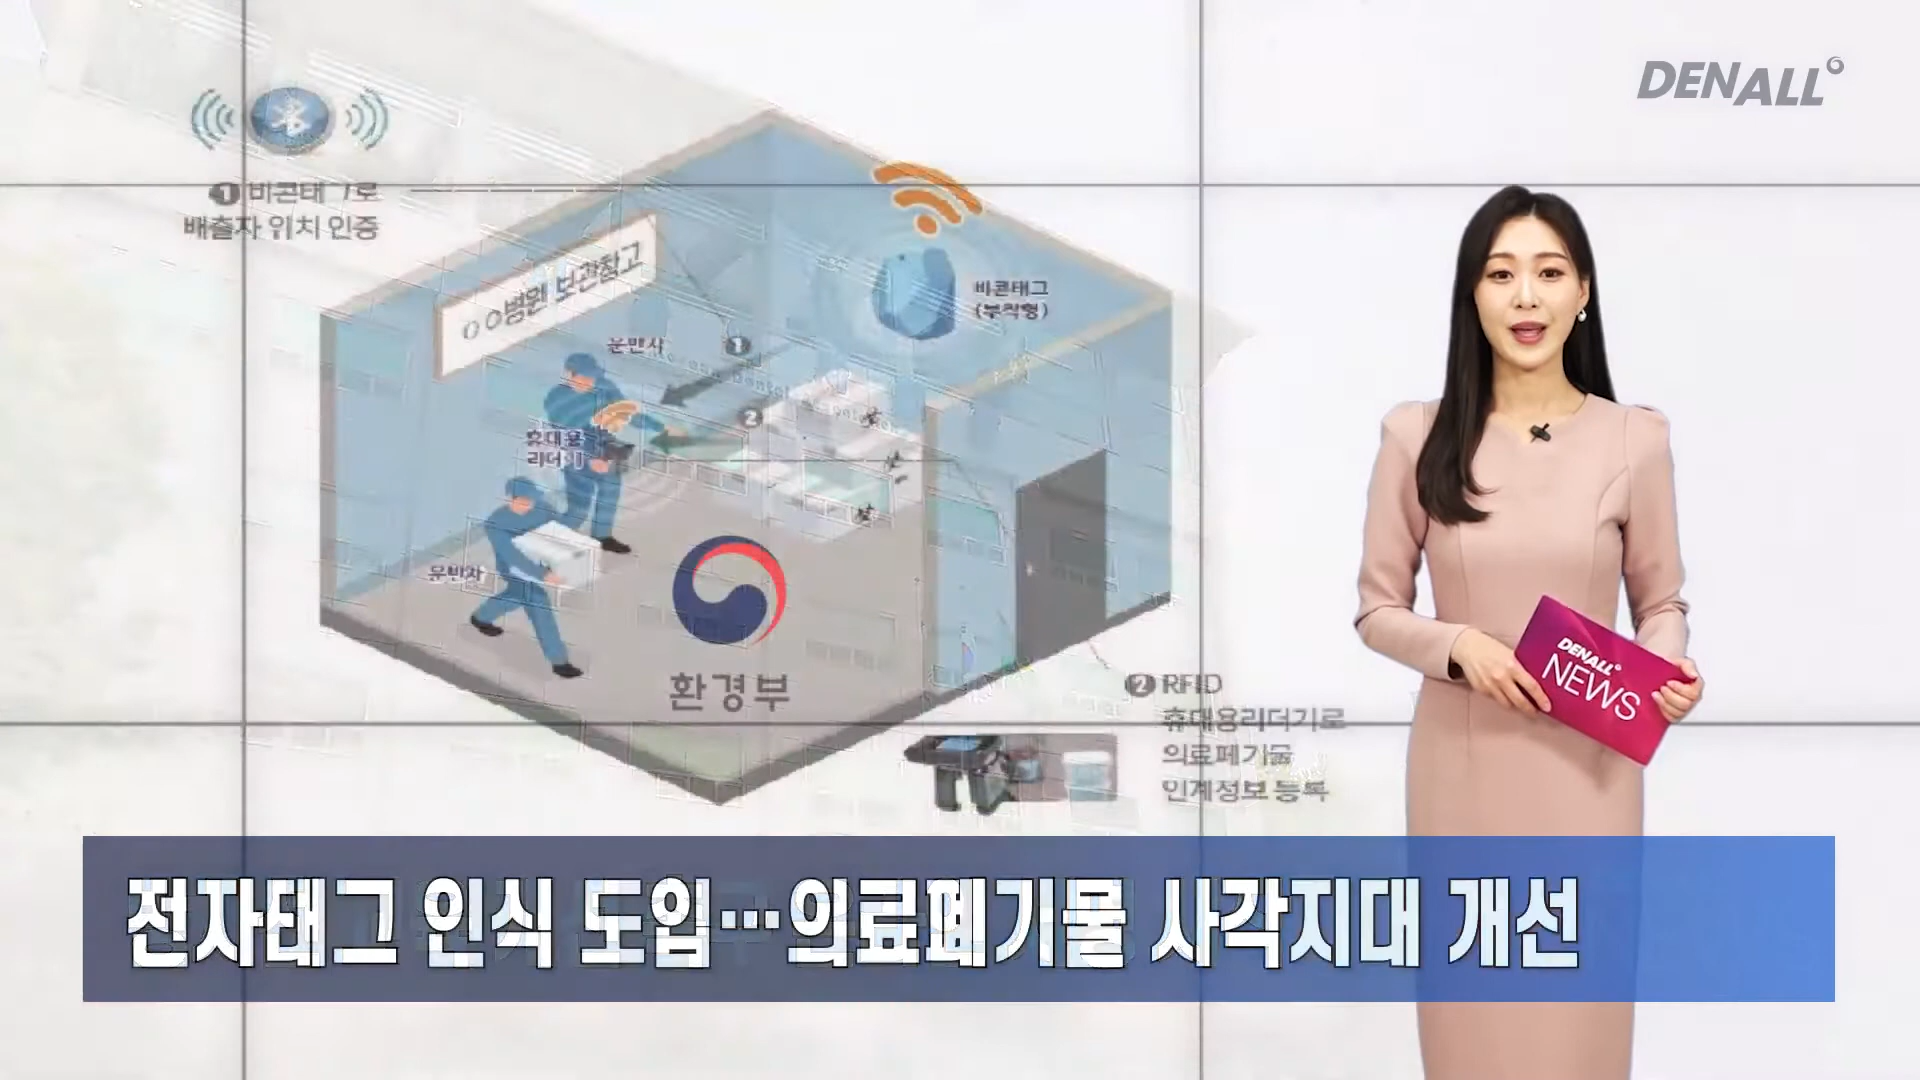 DENALL
❶ 비콘태그로
배출자 위치 인증
○○병원 보관창고
비콘태그
(부착형)
운반자
1
2
휴대용
리더기
운반자
환경부
❷ RFID
휴대용리더기로
의료폐기물
인계정보 등록
DENALL
NEWS
전자태그 인식 도입…의료폐기물 사각지대 개선